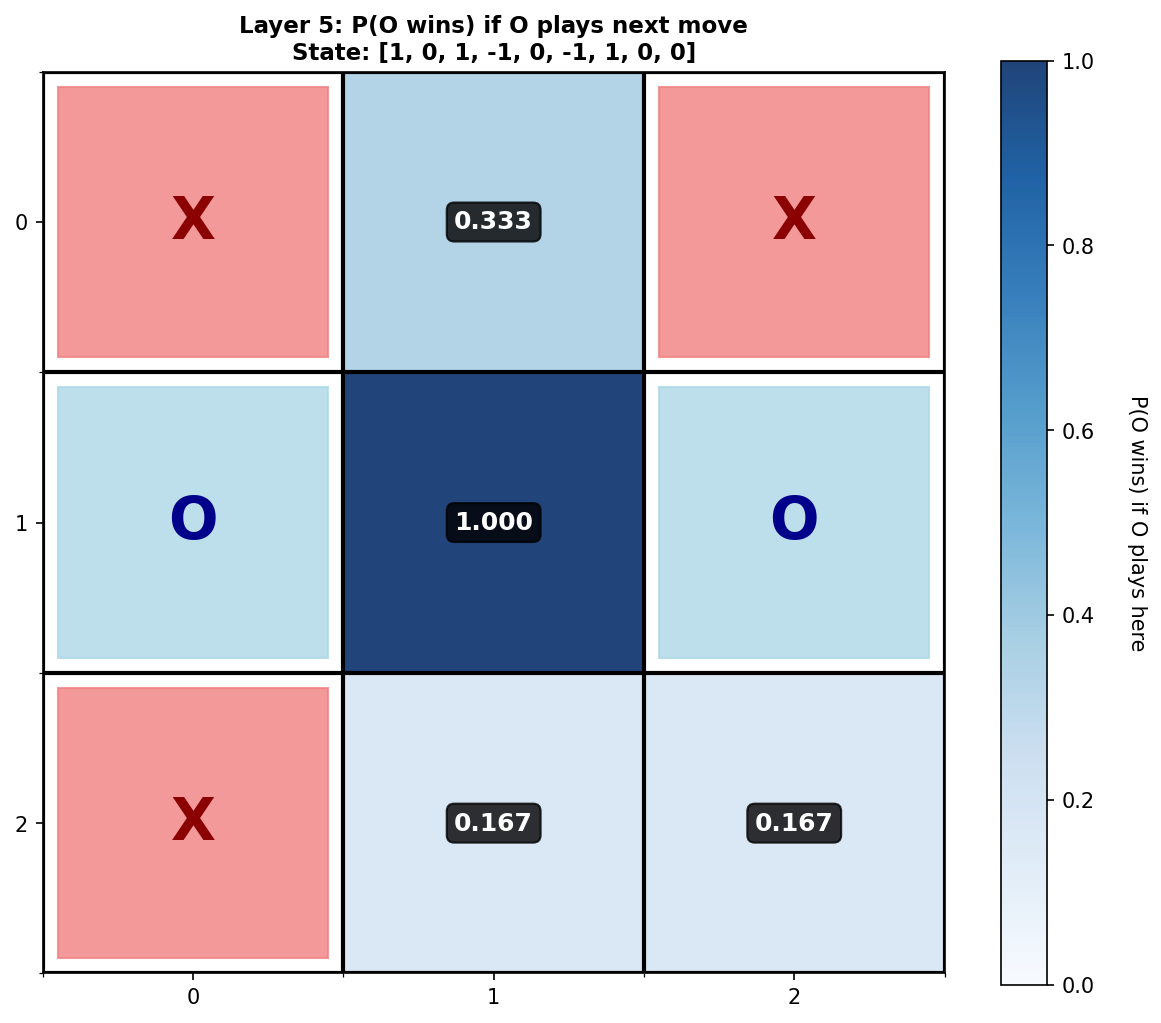 Layer 5: P(O wins) if O plays next move
State: [1, 0, 1, -1, 0, -1, 1, 0, 0]
X
0.333
X
O
1.000
O
X
0.167
0.167
0
1
2
0
1
2
1.0
0.8
0.6
0.4
0.2
0.0
P(O wins) if O plays here